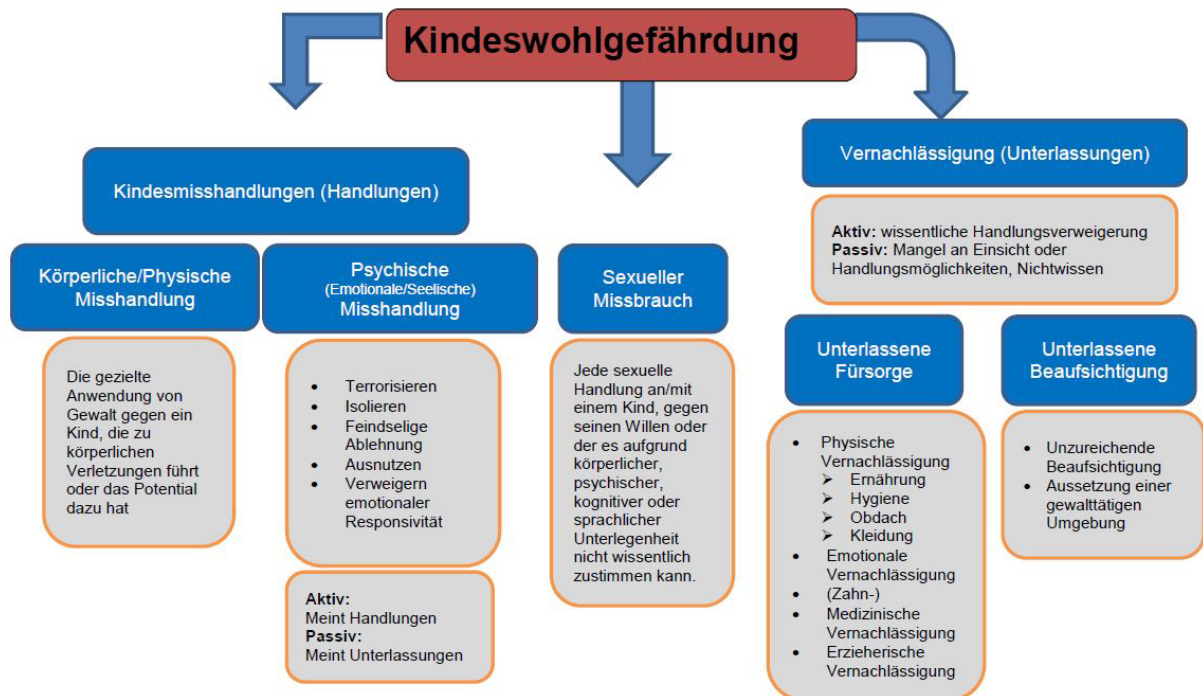 Kindeswohlgefährdung
Kindesmisshandlungen (Handlungen)
Körperliche/Physische
Misshandlung
Die gezielte
Anwendung von
Gewalt gegen ein
Kind, die zu
körperlichen
Verletzungen führt
oder das Potential
dazu hat
Psychische
(Emotionale/Seelische)
Misshandlung
• Terrorisieren
• Isolieren
• Feindselige
Ablehnung
• Ausnutzen
• Verweigern
emotionaler
Responsivität
Aktiv:
Meint Handlungen
Passiv:
Meint Unterlassungen
Sexueller
Missbrauch
Jede sexuelle
Handlung an/mit
einem Kind, gegen
seinen Willen oder
der es aufgrund
körperlicher,
psychischer,
kognitiver oder
sprachlicher
Unterlegenheit
nicht wissentlich
zustimmen kann.
Vernachlässigung (Unterlassungen)
Aktiv: wissentliche Handlungsverweigerung
Passiv: Mangel an Einsicht oder
Handlungsmöglichkeiten, Nichtwissen
Unterlassene
Fürsorge
• Physische
Vernachlässigung
➢ Ernährung
➢ Hygiene
➢ Obdach
➢ Kleidung
• Emotionale
Vernachlässigung
• (Zahn-)
• Medizinische
Vernachlässigung
• Erzieherische
Vernachlässigung
Unterlassene
Beaufsichtigung
• Unzureichende
Beaufsichtigung
• Aussetzung einer
gewalttätigen
Umgebung